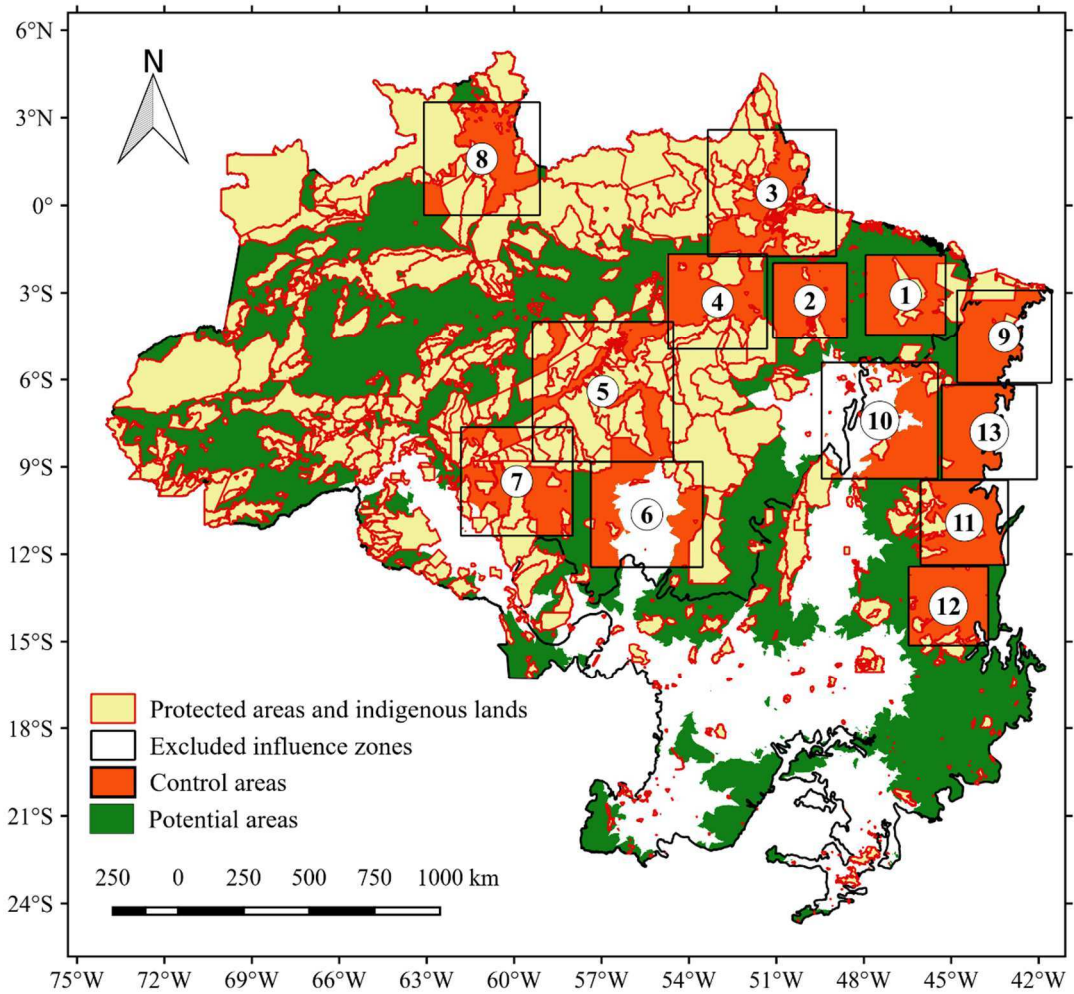 6°N
N
3°N
8
3
0°
3°S
4
2
1
9
6°S
5
10
13
9°S
7
6
11
12°S
12
15°S
Protected areas and indigenous lands
18°S
Excluded influence zones
Control areas
21°S
Potential areas
250 0 250 500 750 1000 km
24°S
75°W 72°W 69°W 66°W 63°W 60°W 57°W 54°W 51°W 48°W 45°W 42°W